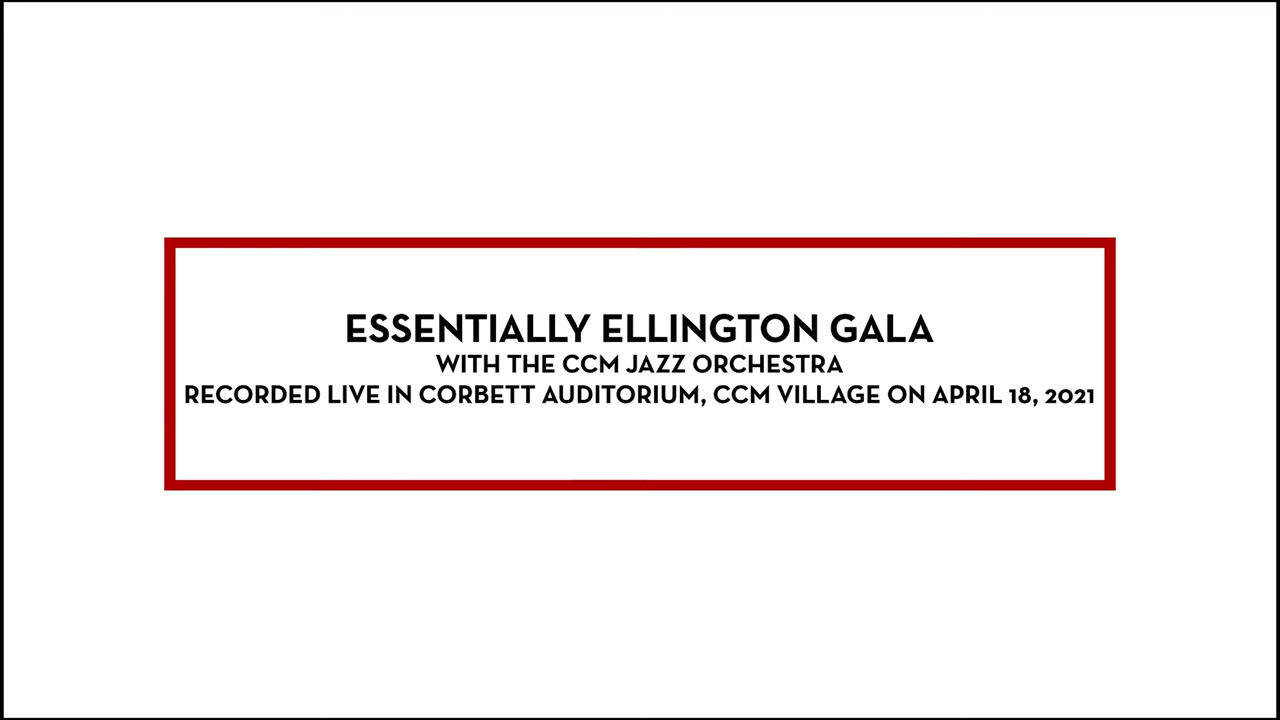 ESSENTIALLY ELLINGTON GALA
WITH THE CCM JAZZ ORCHESTRA
RECORDED LIVE IN CORBETT AUDITORIUM, CCM VILLAGE ON APRIL 18, 2021